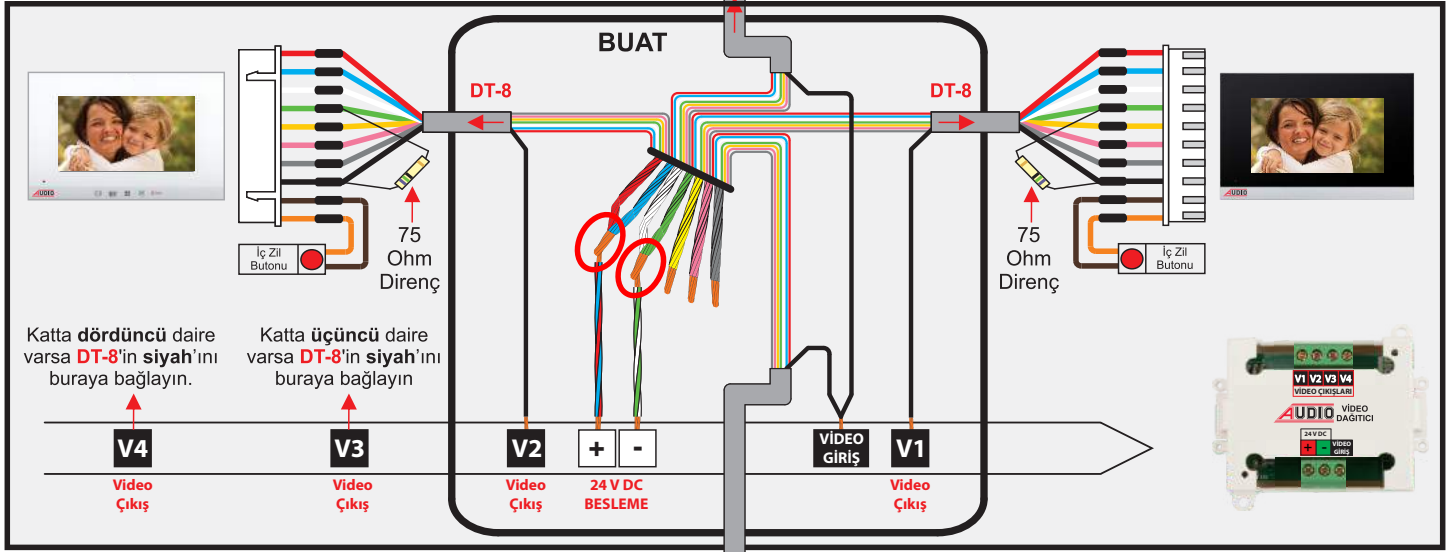 BUAT
DT-8
DT-8
AUDIO
AUDIO
75
Ohm
Direnç
75
Ohm
Direnç
İç Zil
Butonu
İç Zil
Butonu
Katta dördüncü daire
varsa DT-8'in siyah'ını
buraya bağlayın.
Katta üçüncü daire
varsa DT-8'in siyah'ını
buraya bağlayın
V1 V2 V3 V4
VİDEO ÇIKIŞLARI
AUDIO VİDEO
DAĞITICI
24 V DC
+ - VİDEO
GİRİŞ
V4
V3
V2
+
-
VİDEO
GİRİŞ
V1
Video
Çıkış
Video
Çıkış
Video
Çıkış
24 V DC
BESLEME
Video
Çıkış